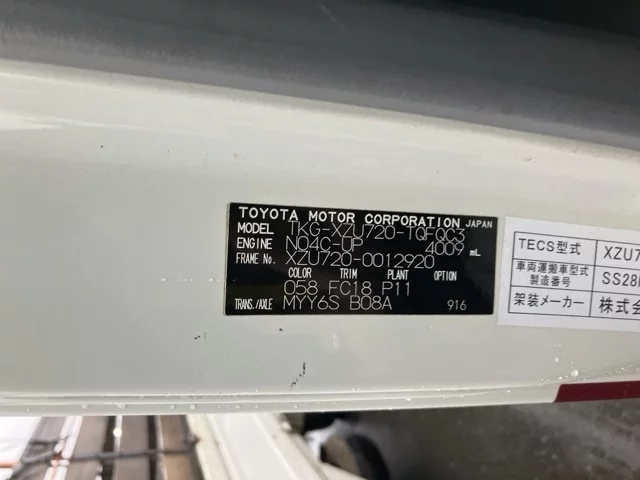 TOYOTA MOTOR CORPORATION JAPAN
MODEL TKG-XZU720-TQFQC3
ENGINE N04C-UP 4009 mL
FRAME No. XZU720-0012920
COLOR TRIM PLANT OPTION
058 FC18 P11
TRANS./AXLE MYY6S B08A 916
TECS型式 XZU7
車両運搬車型式 製造番号 SS28
架装メーカー 株式